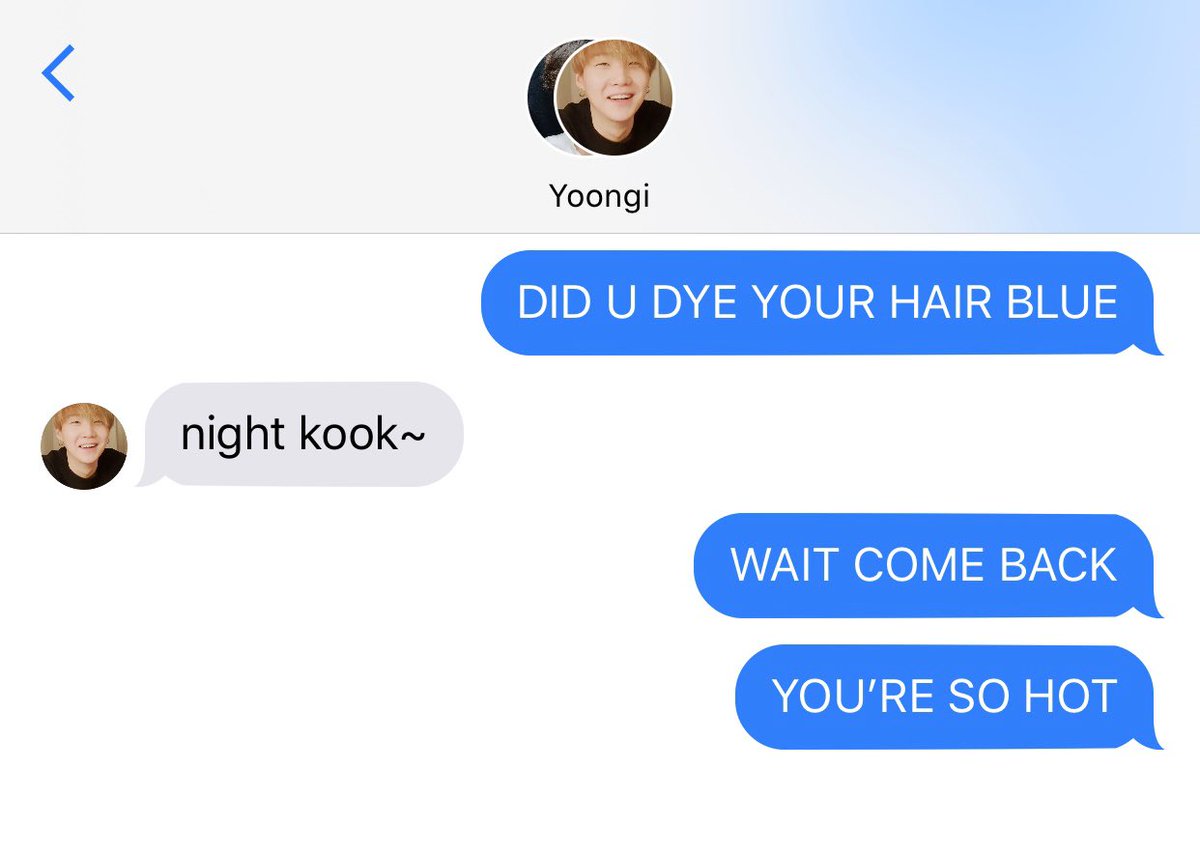 Yoongi
DID U DYE YOUR HAIR BLUE
night kook~
WAIT COME BACK
YOU’RE SO HOT